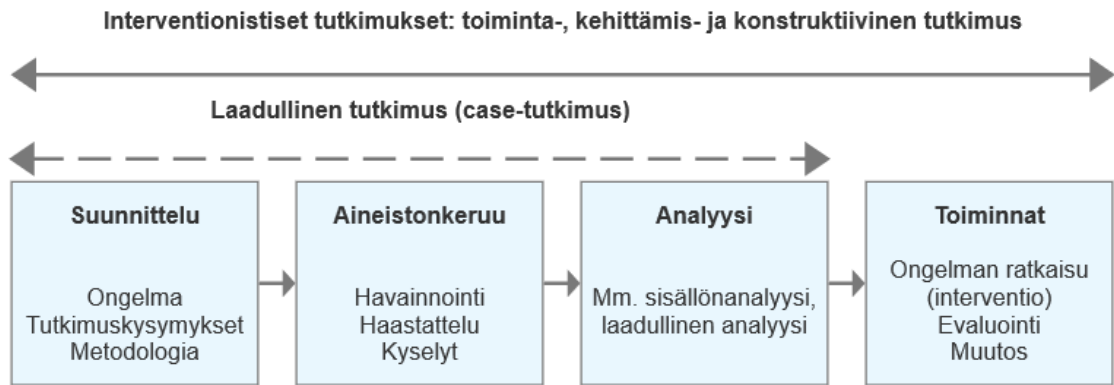 Interventionistiset tutkimukset: toiminta-, kehittämis- ja konstruktiivinen tutkimus
Laadullinen tutkimus (case-tutkimus)
Suunnittelu
Ongelma
Tutkimuskysymykset
Metodologia
Aineistonkeruu
Havainnointi
Haastattelu
Kyselyt
Analyysi
Mm. sisällönanalyysi,
laadullinen analyysi
Toiminnat
Ongelman ratkaisu
(interventio)
Evaluointi
Muutos